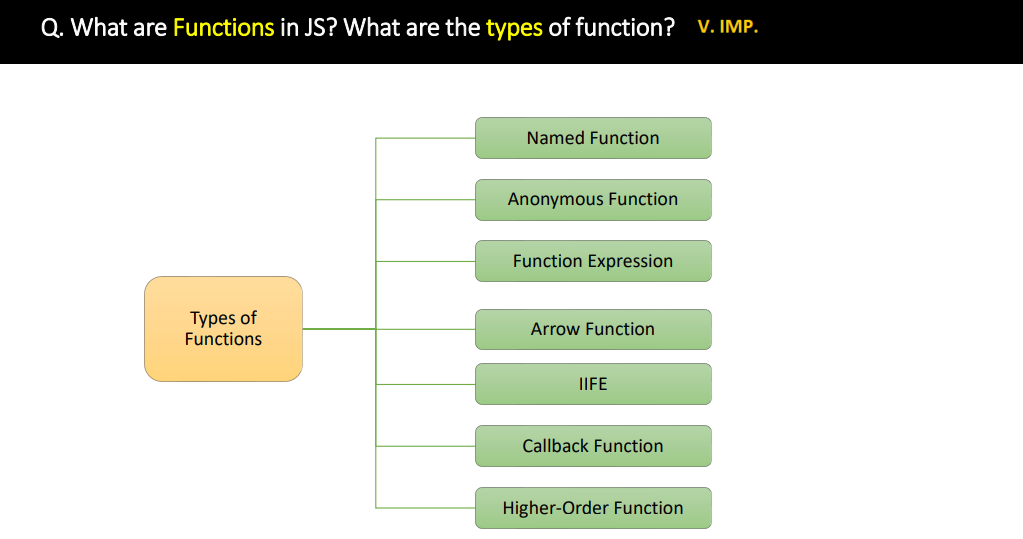 Q. What are Functions in JS? What are the types of function? V. IMP.
Named Function
Anonymous Function
Function Expression
Types of
Functions
Arrow Function
IIFE
Callback Function
Higher-Order Function